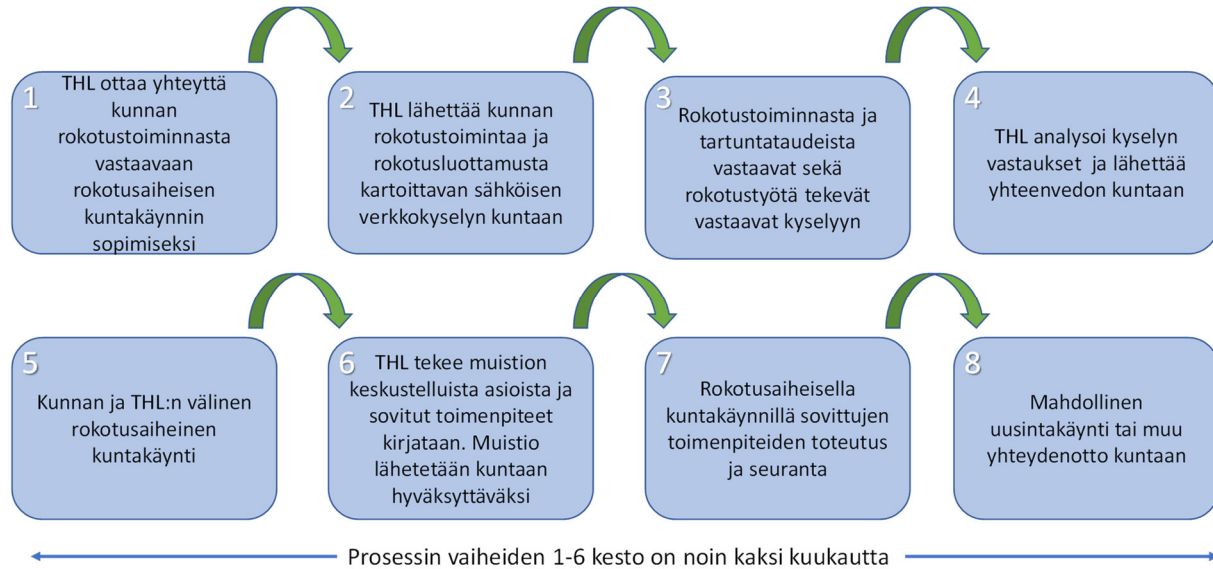 1
THL ottaa yhteyttä
kunnan
rokotustoiminnasta
vastaavaan
rokotusaiheisen
kuntakäynnin
sopimiseksi
2
THL lähettää kunnan
rokotustoimintaa ja
rokotusluottamusta
kartoittavan sähköisen
verkkokyselyn kuntaan
3
Rokotustoiminnasta ja
tartuntataudeista
vastaavat sekä
rokotustyötä tekevät
vastaavat kyselyyn
4
THL analysoi kyselyn
vastaukset ja lähettää
yhteenvedon kuntaan
5
Kunnan ja THL:n välinen
rokotusaiheinen
kuntakäynti
6
THL tekee muistion
keskustelluista asioista ja
sovitut toimenpiteet
kirjataan. Muistio
lähetetään kuntaan
hyväksyttäväksi
7
Rokotusaiheisella
kuntakäynnillä sovittujen
toimenpiteiden toteutus
ja seuranta
8
Mahdollinen
uusintakäynti tai muu
yhteydenotto kuntaan
Prosessin vaiheiden 1-6 kesto on noin kaksi kuukautta